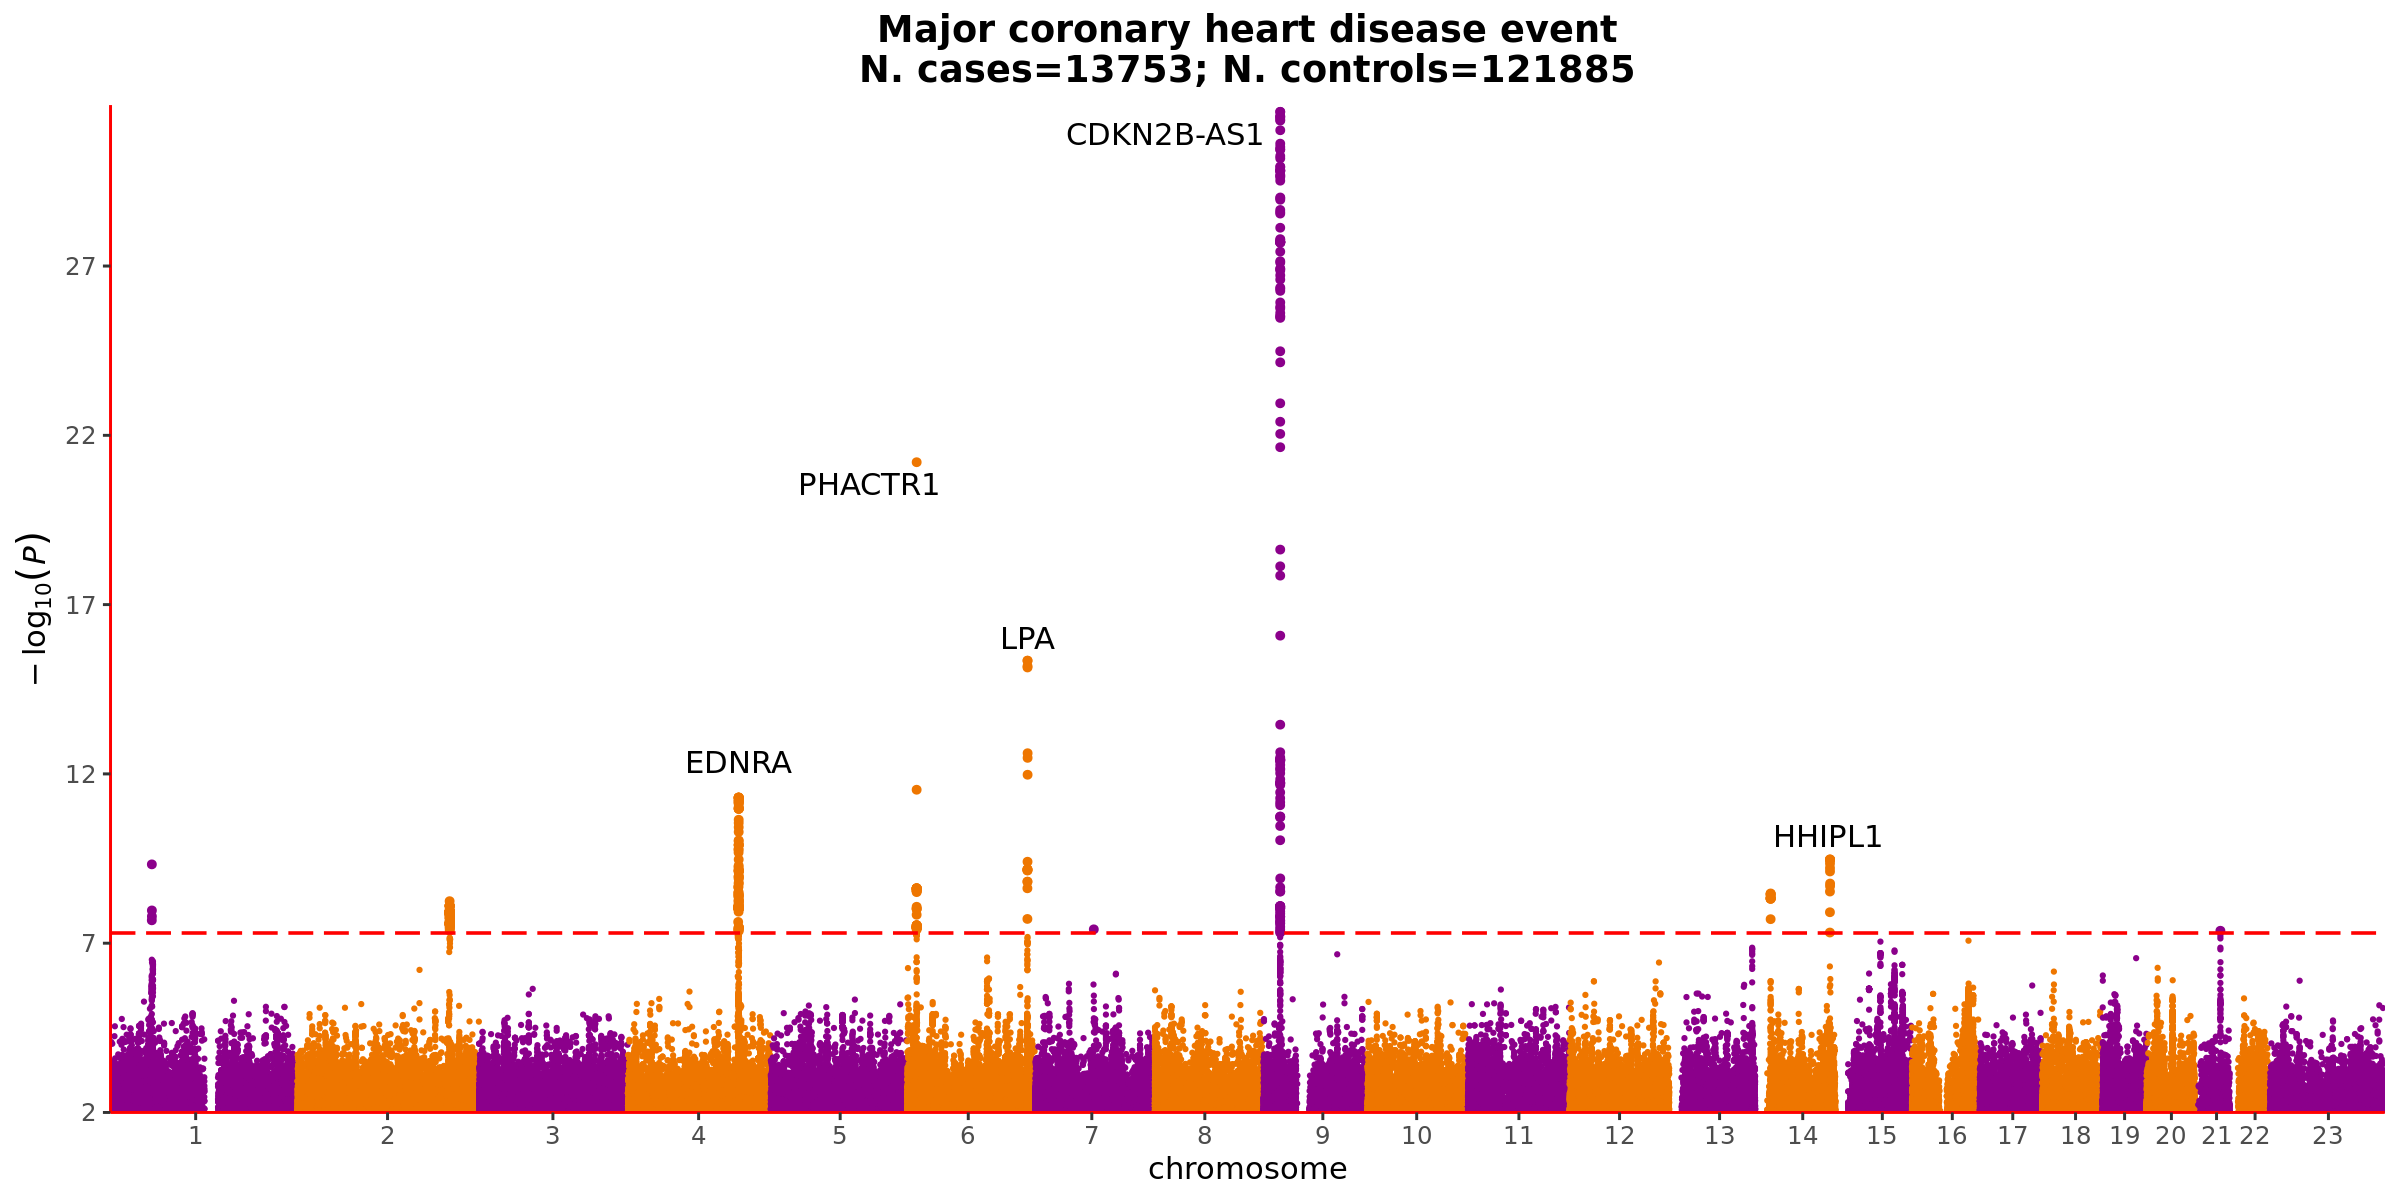 Major coronary heart disease event
N. cases=13753; N. controls=121885
CDKN2B-AS1
27
22
PHACTR1
−log10(P)
17
LPA
12
EDNRA
HHIPL1
7
2
1 2 3 4 5 6 7 8 9 10 11 12 13 14 15 16 17 18 19 20 21 22 23
chromosome